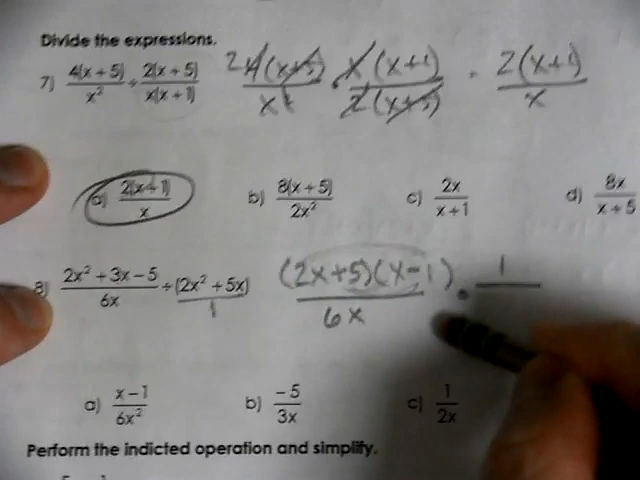 Divide the expressions.
7) 4(x + 5)/x² ÷ 2(x + 5)/x(x + 1) 2 4(x+5)/x² · x(x+1)/2(x+5) = 2(x+1)/x
a) 2(x+1)/x b) 8(x + 5)/2x² c) 2x/x + 1 d) 8x/x + 5
8) 2x² + 3x − 5/6x ÷ (2x² + 5x)/1 (2x+5)(x−1)/6x · 1/
a) x − 1/6x² b) −5/3x c) 1/2x
Perform the indicted operation and simplify.